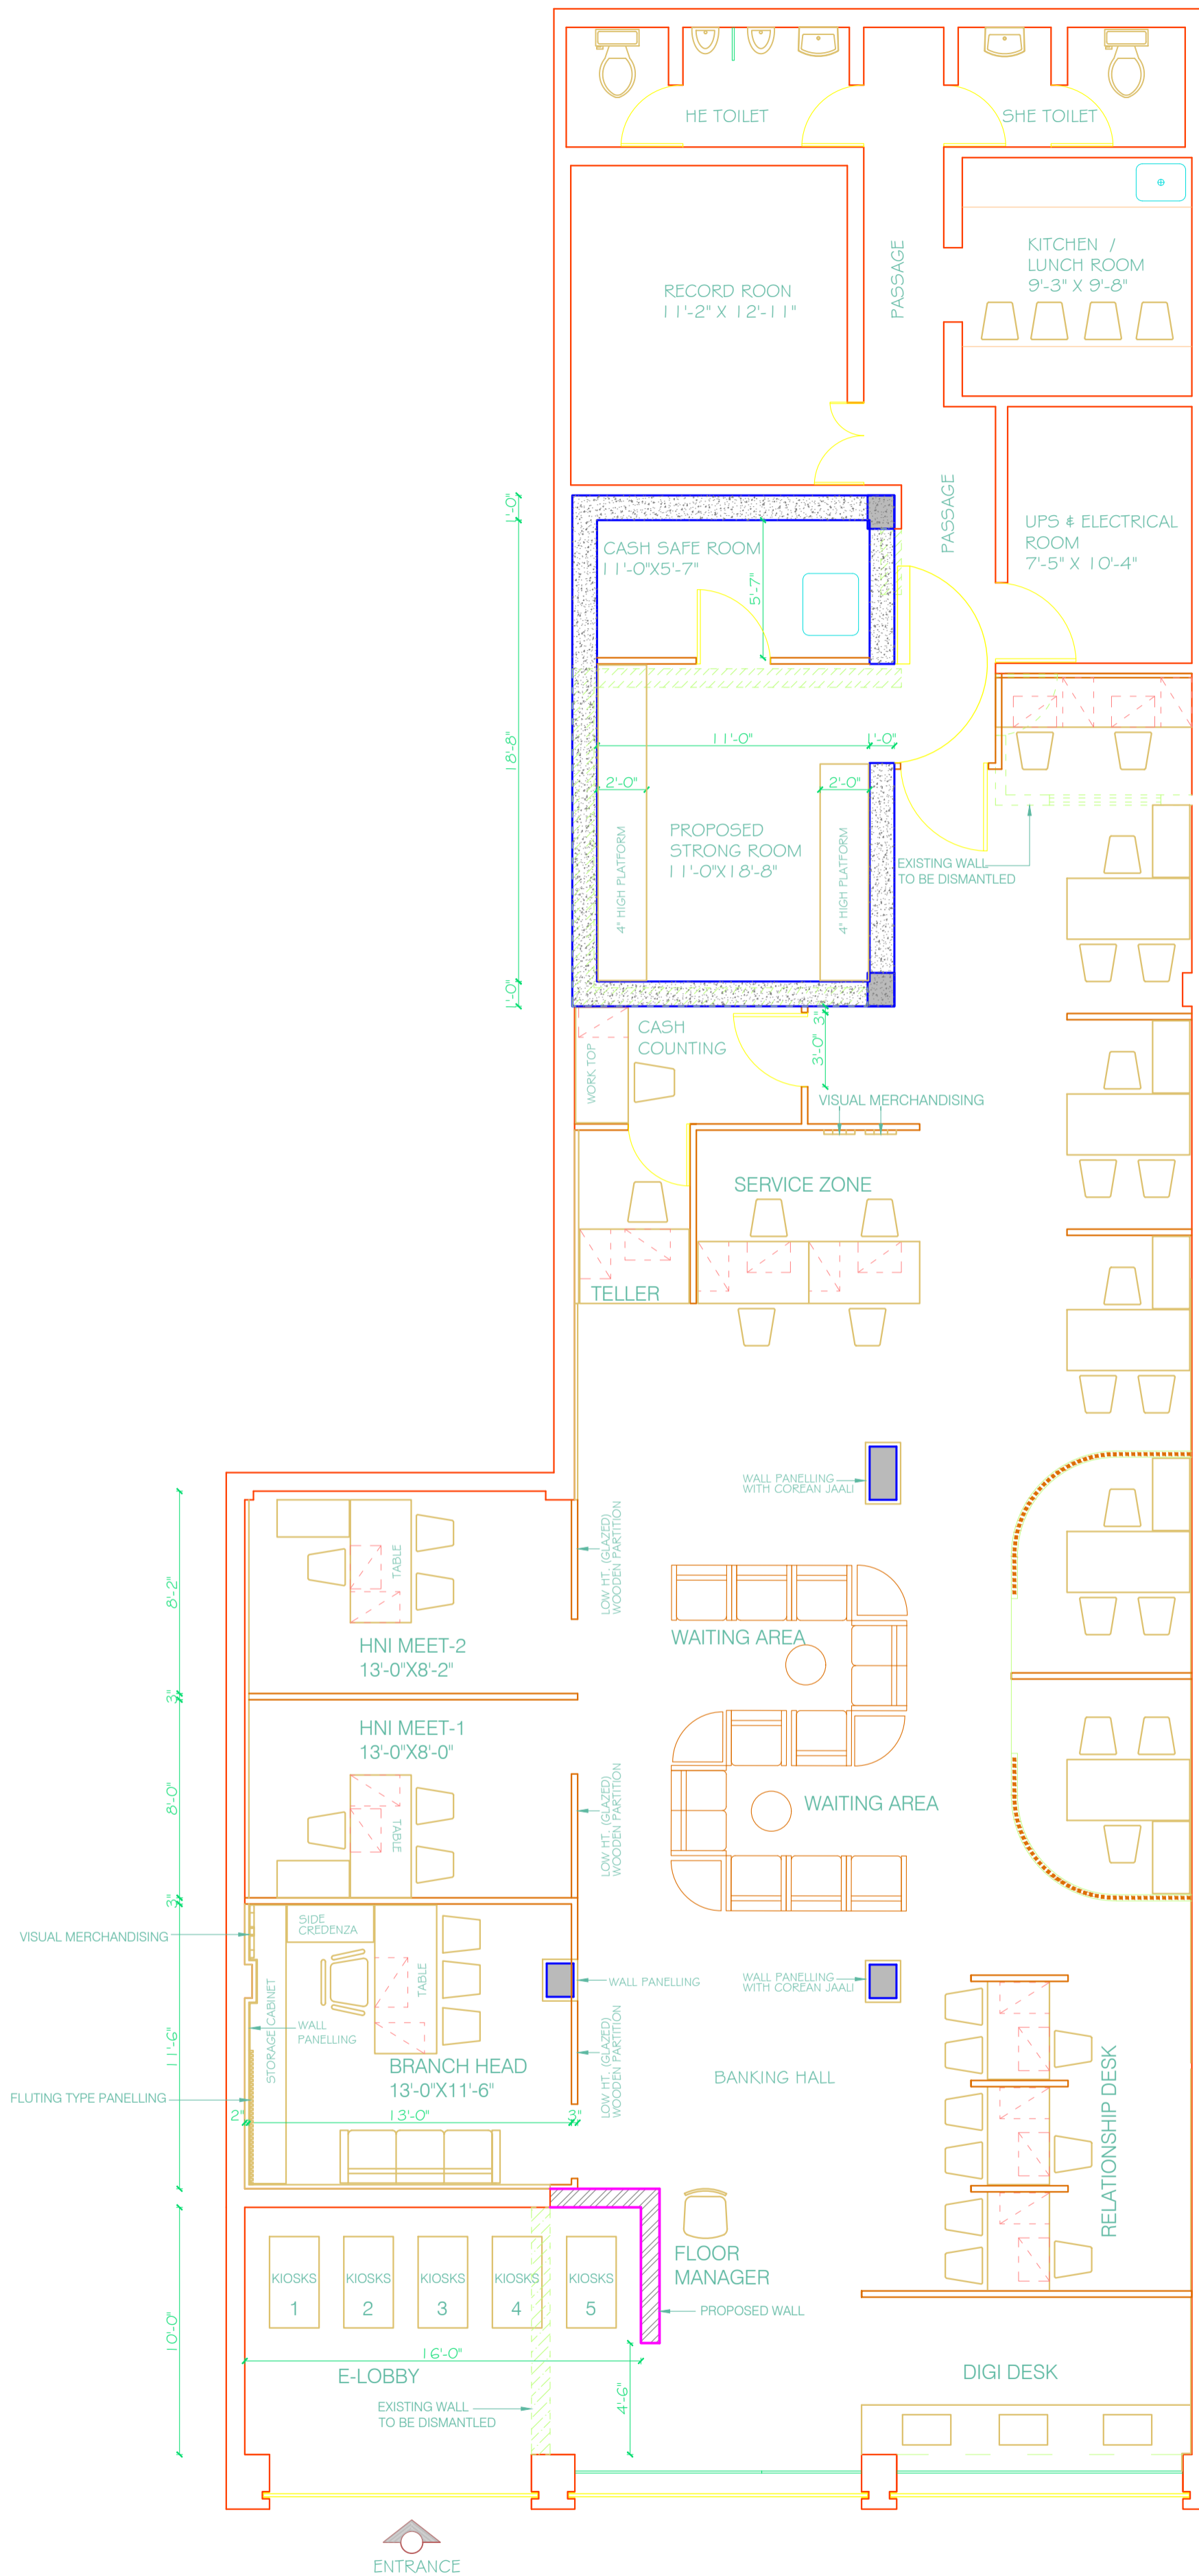 HE TOILET
SHE TOILET
PASSAGE
KITCHEN /
LUNCH ROOM
9'-3" X 9'-8"
RECORD ROON
11'-2" X 12'-11"
PASSAGE
UPS & ELECTRICAL
ROOM
7'-5" X 10'-4"
1'-0"
CASH SAFE ROOM
11'-0"X5'-7"
5'-7"
18'-8"
11'-0"
1'-0"
2'-0"
2'-0"
PROPOSED
STRONG ROOM
11'-0"X18'-8"
4" HIGH PLATFORM
4" HIGH PLATFORM
EXISTING WALL
TO BE DISMANTLED
1'-0"
CASH
COUNTING
WORK TOP
3"
3'-0"
VISUAL MERCHANDISING
SERVICE ZONE
TELLER
WALL PANELLING
WITH COREAN JAALI
8'-2"
TABLE
LOW HT. (GLAZED)
WOODEN PARTITION
HNI MEET-2
13'-0"X8'-2"
WAITING AREA
3"
HNI MEET-1
13'-0"X8'-0"
8'-0"
TABLE
LOW HT. (GLAZED)
WOODEN PARTITION
WAITING AREA
3"
VISUAL MERCHANDISING
SIDE
CREDENZA
STORAGE CABINET
TABLE
WALL PANELLING
WALL PANELLING
WITH COREAN JAALI
WALL
PANELLING
11'-6"
BRANCH HEAD
13'-0"X11'-6"
LOW HT. (GLAZED)
WOODEN PARTITION
BANKING HALL
FLUTING TYPE PANELLING
2"
13'-0"
3"
RELATIONSHIP DESK
FLOOR
MANAGER
KIOSKS
1
KIOSKS
2
KIOSKS
3
KIOSKS
4
KIOSKS
5
PROPOSED WALL
10'-0"
16'-0"
E-LOBBY
4'-6"
EXISTING WALL
TO BE DISMANTLED
DIGI DESK
ENTRANCE